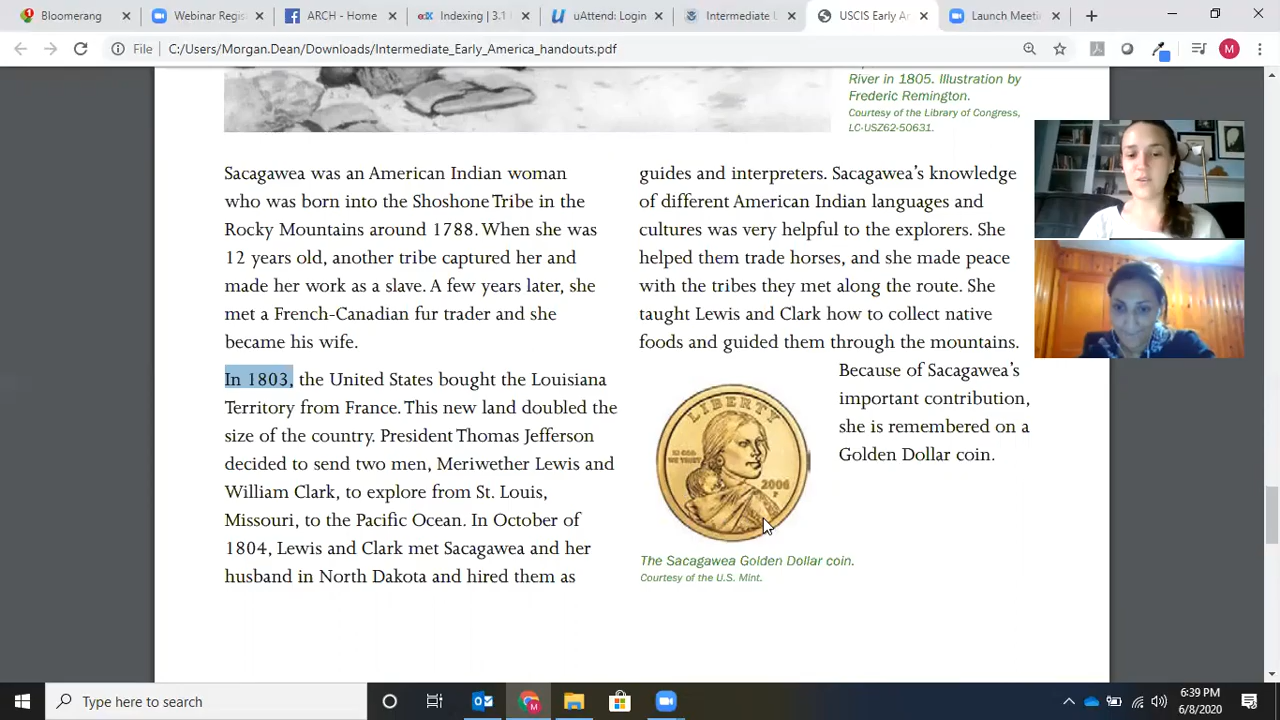 Bloomerang
Webinar Regis
ARCH - Home
Indexing | 3.1
uAttend: Login
Intermediate L
USCIS Early A
Launch Meeti
File
C:/Users/Morgan.Dean/Downloads/Intermediate_Early_America_handouts.pdf
M
River in 1805. Illustration by
Frederic Remington.
Courtesy of the Library of Congress,
LC-USZ62-50631.
Sacagawea was an American Indian woman
who was born into the Shoshone Tribe in the
Rocky Mountains around 1788. When she was
12 years old, another tribe captured her and
made her work as a slave. A few years later, she
met a French-Canadian fur trader and she
became his wife.
In 1803, the United States bought the Louisiana
Territory from France. This new land doubled the
size of the country. President Thomas Jefferson
decided to send two men, Meriwether Lewis and
William Clark, to explore from St. Louis,
Missouri, to the Pacific Ocean. In October of
1804, Lewis and Clark met Sacagawea and her
husband in North Dakota and hired them as
guides and interpreters. Sacagawea's knowledge
of different American Indian languages and
cultures was very helpful to the explorers. She
helped them trade horses, and she made peace
with the tribes they met along the route. She
taught Lewis and Clark how to collect native
foods and guided them through the mountains.
Because of Sacagawea's
important contribution,
she is remembered on a
Golden Dollar coin.
LIBERTY
IN GOD
WE TRUST
2006
P
The Sacagawea Golden Dollar coin.
Courtesy of the U.S. Mint.
Type here to search
6:39 PM
6/8/2020